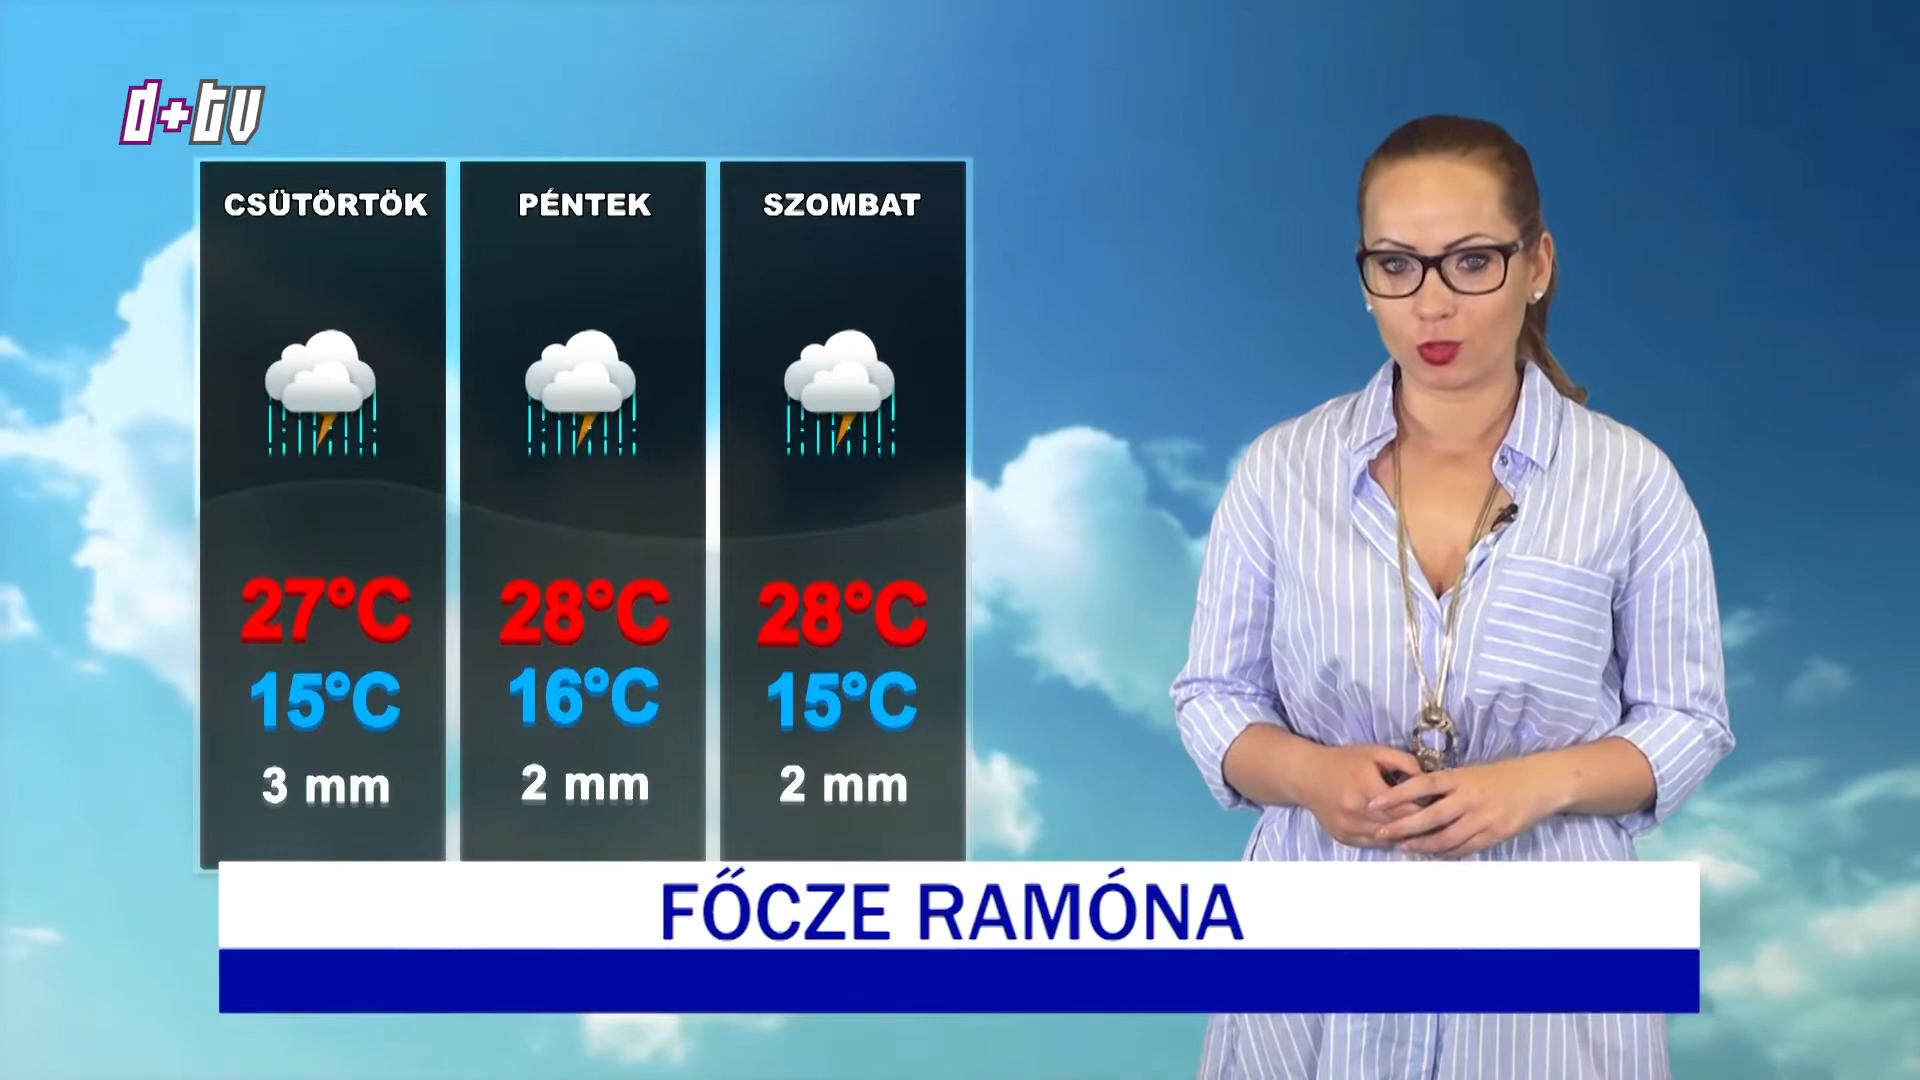 d+tv
CSÜTÖRTÖK
27°C
15°C
3 mm
PÉNTEK
28°C
16°C
2 mm
SZOMBAT
28°C
15°C
2 mm
FŐCZE RAMÓNA